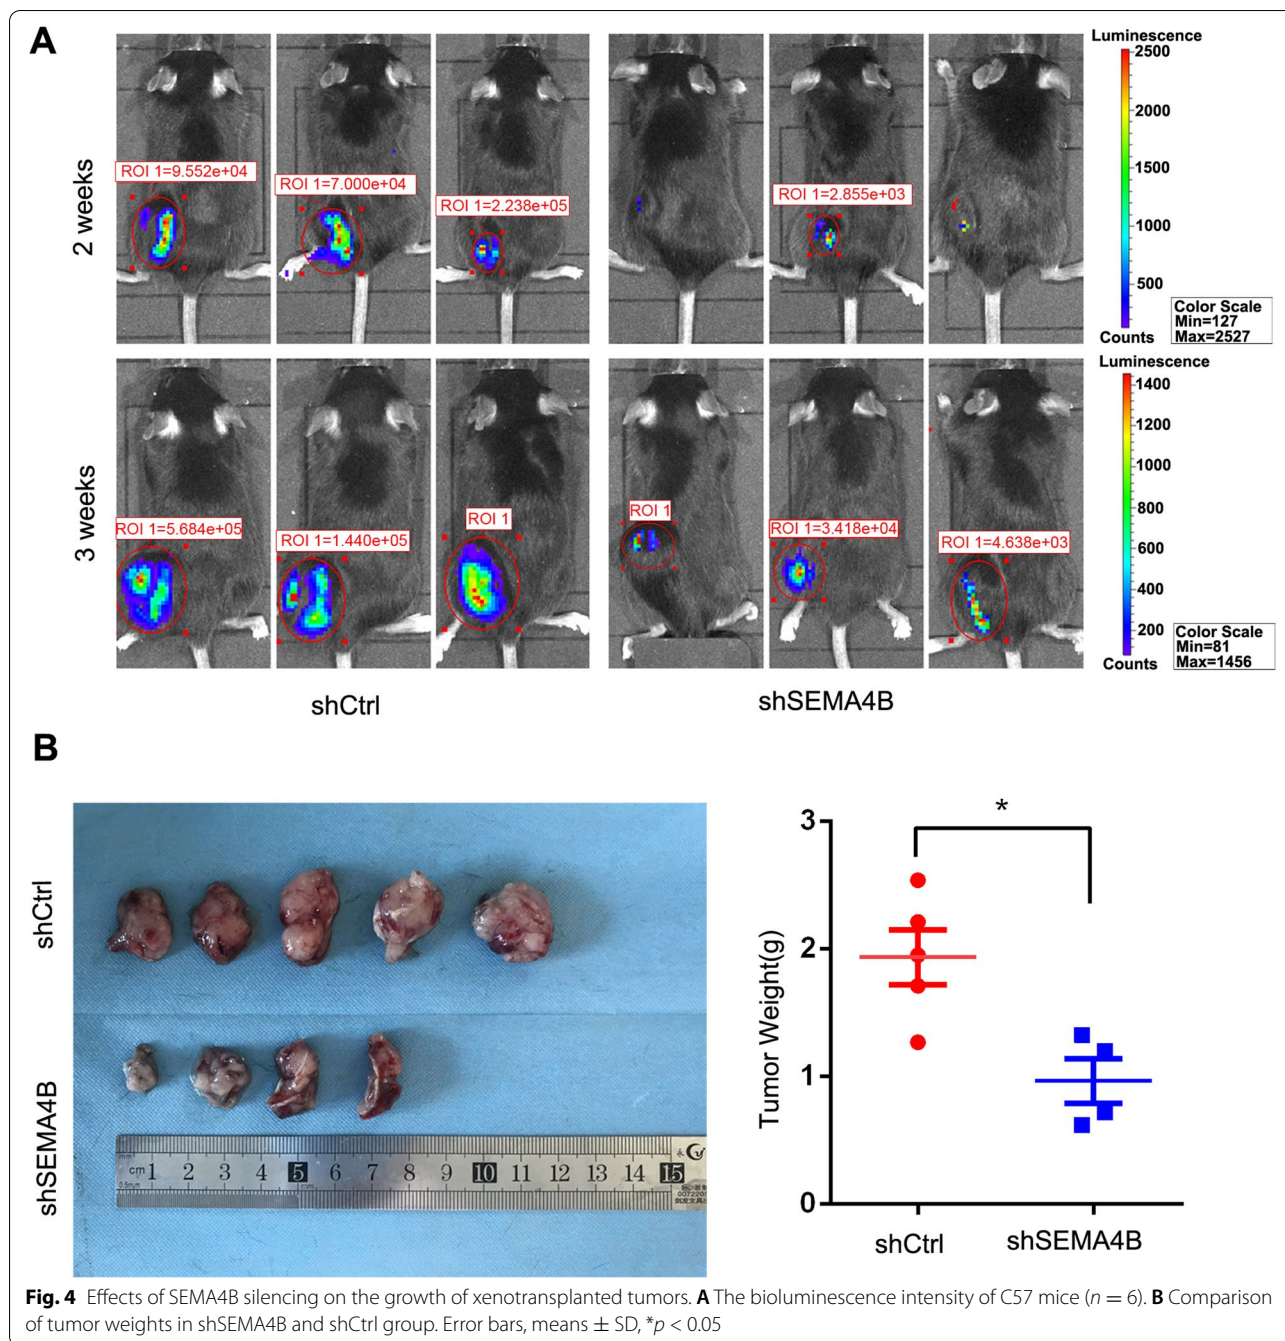 A
Luminescence
2500
2000
1500
1000
500
Counts
Color Scale
Min=127
Max=2527
2 weeks
ROI 1=9.552e+04
ROI 1=7.000e+04
ROI 1=2.238e+05
ROI 1=2.855e+03
Luminescence
1400
1200
1000
800
600
400
200
Counts
Color Scale
Min=81
Max=1456
3 weeks
ROI 1=5.684e+05
ROI 1=1.440e+05
ROI 1
ROI 1
ROI 1=3.418e+04
ROI 1=4.638e+03
shCtrl
shSEMA4B
B
shCtrl
shSEMA4B
cm 1 2 3 4 5 6 7 8 9 10 11 12 13 14 15
0.5mm
Tumor Weight(g)
3
2
1
0
*
shCtrl
shSEMA4B
Fig. 4 Effects of SEMA4B silencing on the growth of xenotransplanted tumors. A The bioluminescence intensity of C57 mice (n = 6). B Comparison
of tumor weights in shSEMA4B and shCtrl group. Error bars, means ± SD, *p < 0.05